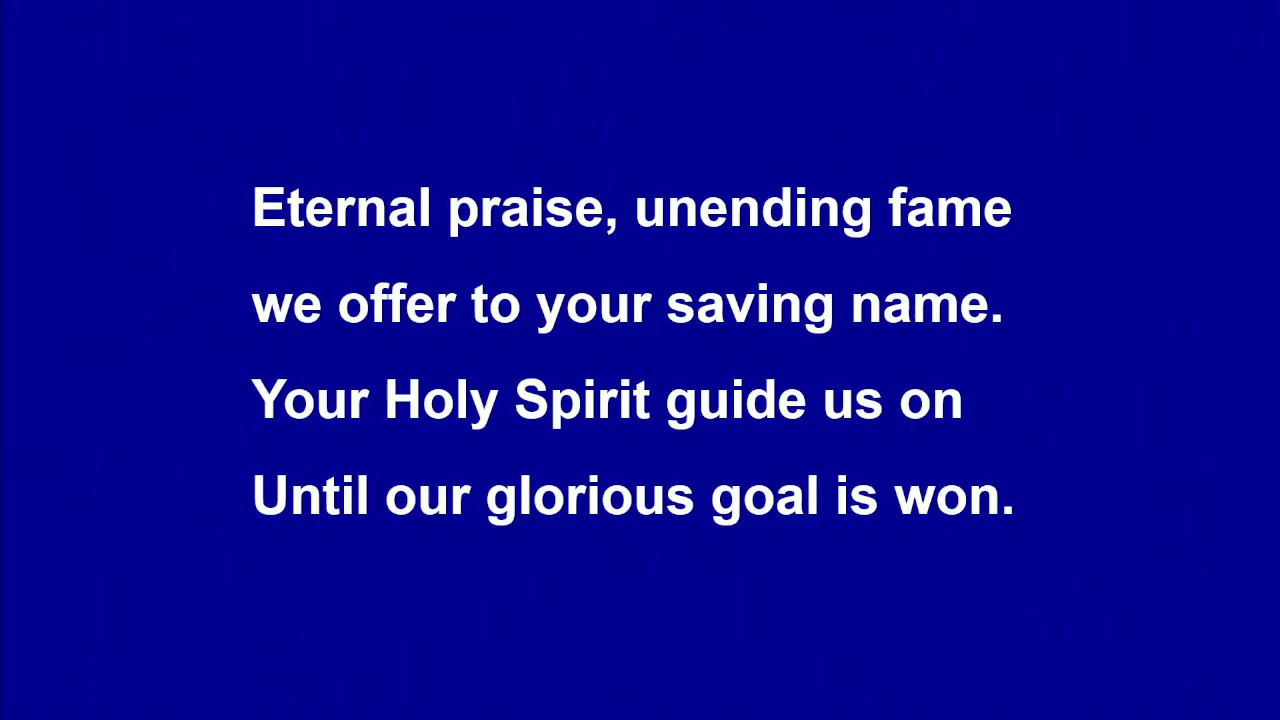 Eternal praise, unending fame
we offer to your saving name.
Your Holy Spirit guide us on
Until our glorious goal is won.